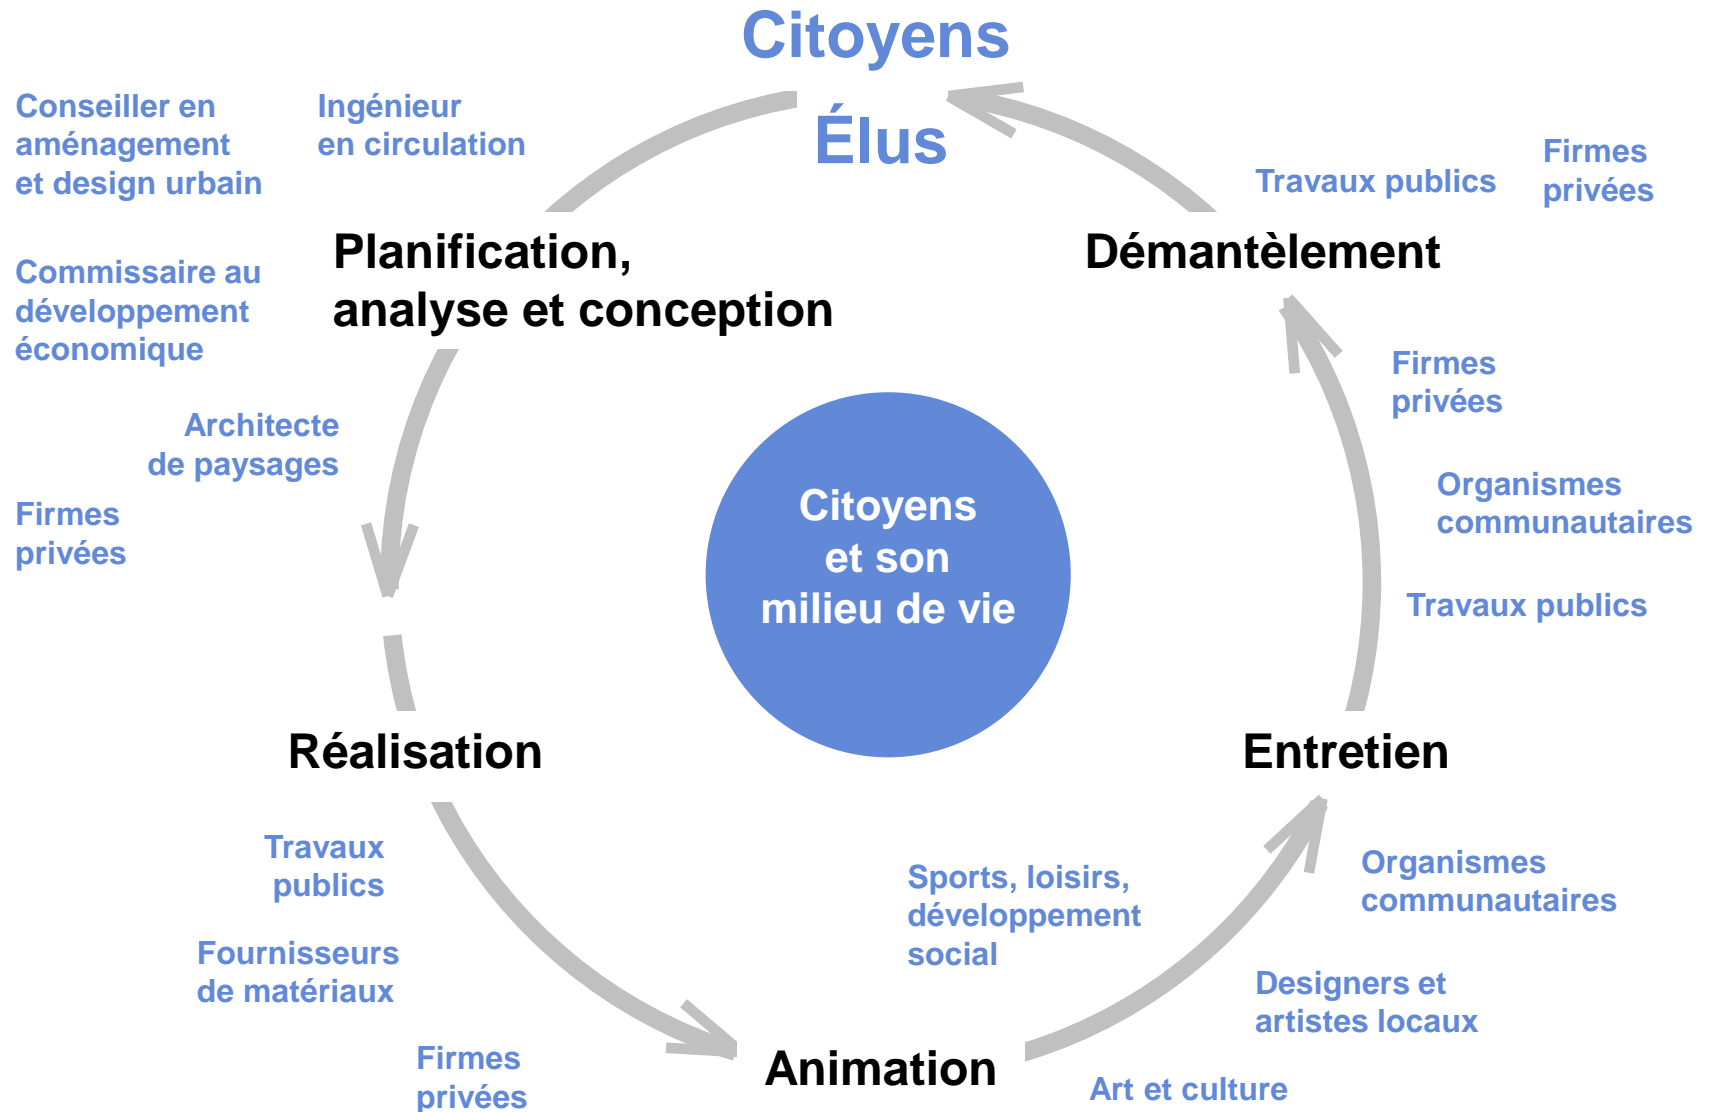 Citoyens
Élus
Conseiller en
aménagement
et design urbain
Ingénieur
en circulation
Planification,
analyse et conception
Commissaire au
développement
économique
Architecte
de paysages
Firmes
privées
Réalisation
Travaux
publics
Fournisseurs
de matériaux
Firmes
privées
Animation
Sports, loisirs,
développement
social
Art et culture
Designers et
artistes locaux
Organismes
communautaires
Entretien
Travaux publics
Organismes
communautaires
Firmes
privées
Démantèlement
Travaux publics
Firmes
privées
Citoyens
et son
milieu de vie